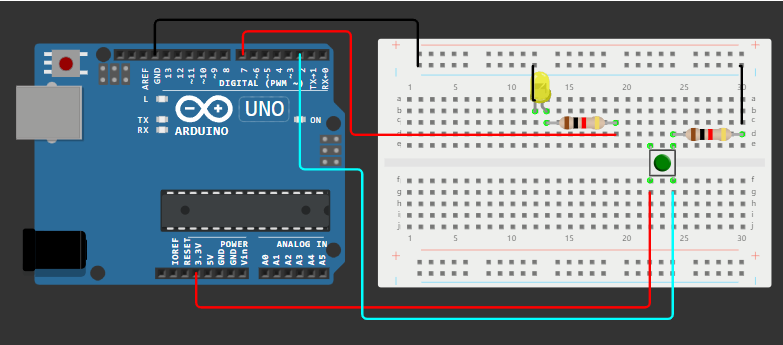 AREF
GND
13
12
~11
~10
~9
8
7
~6
~5
4
~3
2
TX→1
RX←0
DIGITAL (PWM ~)
L
TX
RX
UNO
ON
ARDUINO
IOREF
RESET
3.3V
5V
GND
GND
Vin
POWER
ANALOG IN
A0
A1
A2
A3
A4
A5
1 5 10 15 20 25 30
a a
b b
c c
d d
e e
f f
g g
h h
i i
j j
1 5 10 15 20 25 30